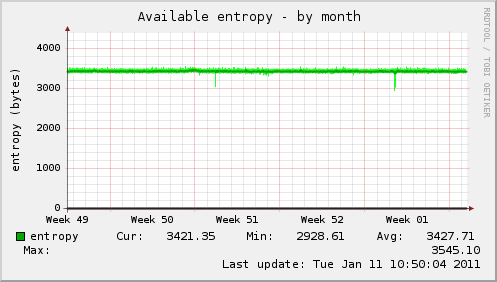 Available entropy - by month
RRDTOOL / TOBI OETIKER
entropy (bytes)
4000
3000
2000
1000
0
Week 49 Week 50 Week 51 Week 52 Week 01
entropy Cur: 3421.35 Min: 2928.61 Avg: 3427.71
Max: 3545.10
Last update: Tue Jan 11 10:50:04 2011